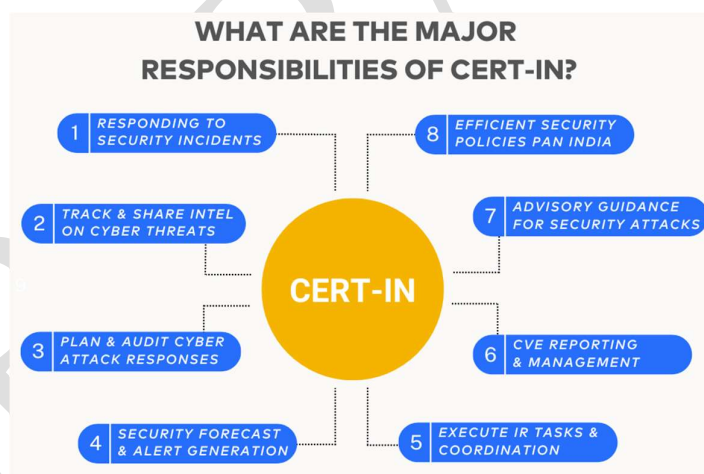 WHAT ARE THE MAJOR
RESPONSIBILITIES OF CERT-IN?
1 RESPONDING TO
SECURITY INCIDENTS
2 TRACK & SHARE INTEL
ON CYBER THREATS
3 PLAN & AUDIT CYBER
ATTACK RESPONSES
4 SECURITY FORECAST
& ALERT GENERATION
CERT-IN
8 EFFICIENT SECURITY
POLICIES PAN INDIA
7 ADVISORY GUIDANCE
FOR SECURITY ATTACKS
6 CVE REPORTING
& MANAGEMENT
5 EXECUTE IR TASKS &
COORDINATION